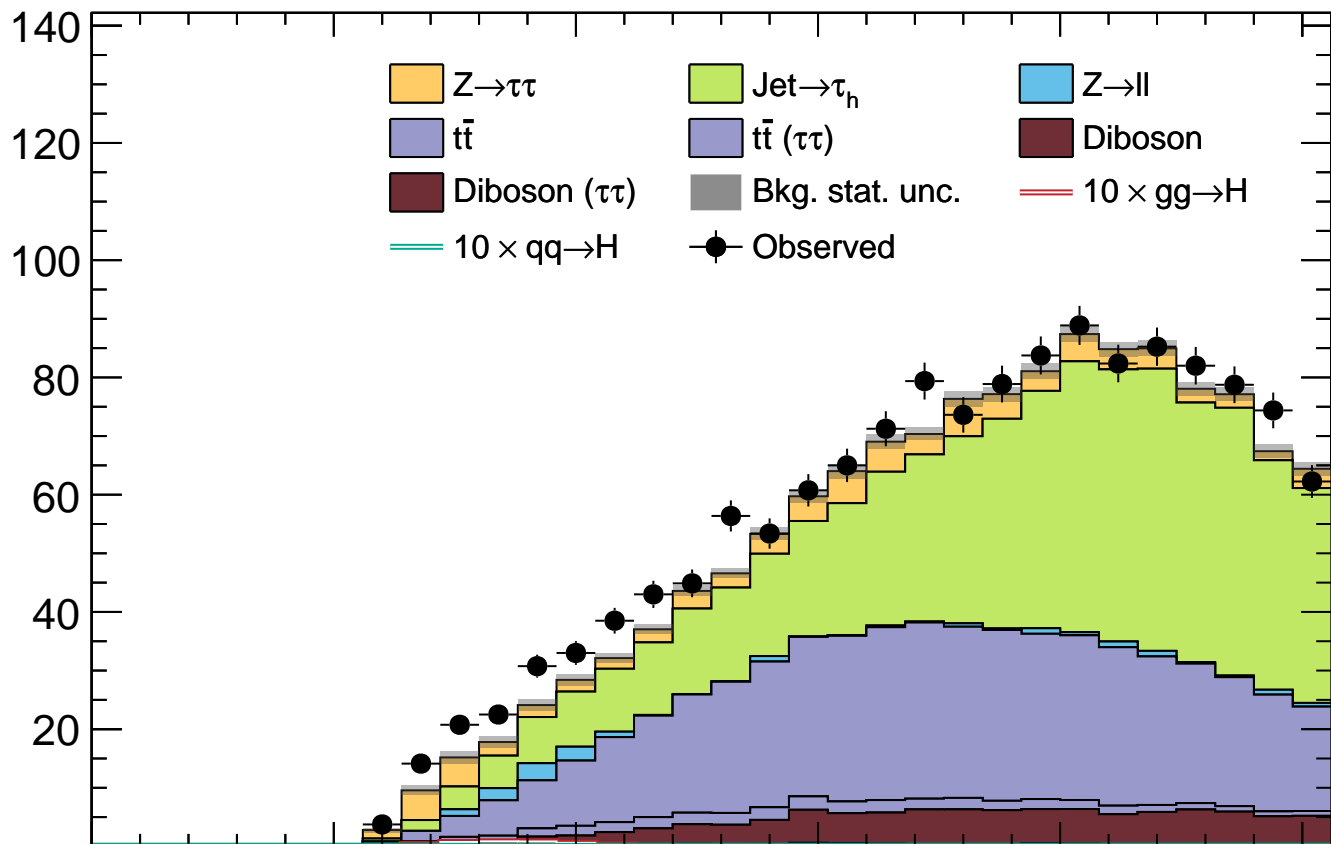 140
Z→ττ Jet→τh Z→ll
120 tt̄ tt̄ (ττ) Diboson
Diboson (ττ) Bkg. stat. unc. 10 × gg→H
100 10 × qq→H Observed
80
60
40
20